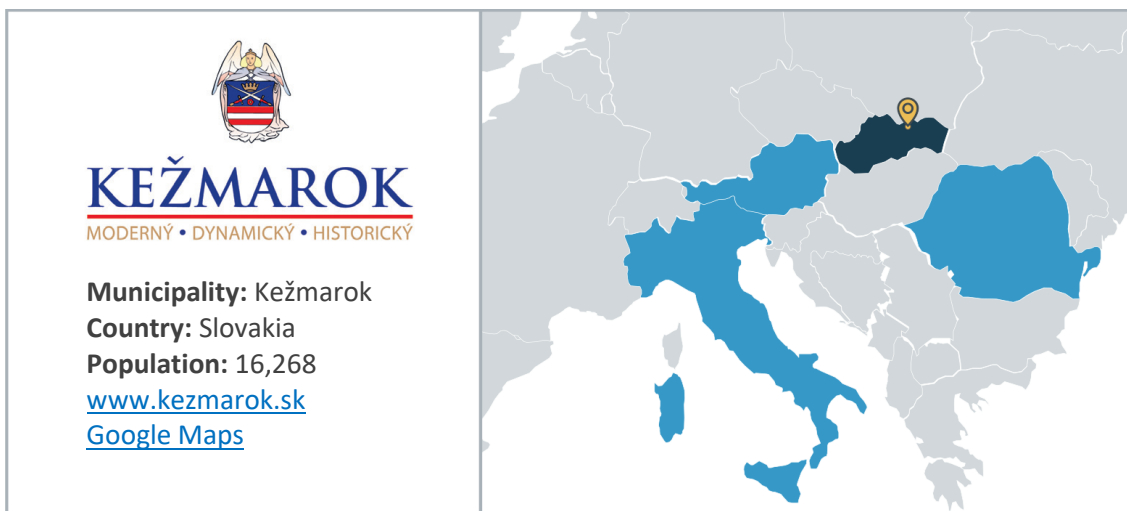 KEŽMAROK
MODERNÝ • DYNAMICKÝ • HISTORICKÝ
Municipality: Kežmarok
Country: Slovakia
Population: 16,268
www.kezmarok.sk
Google Maps